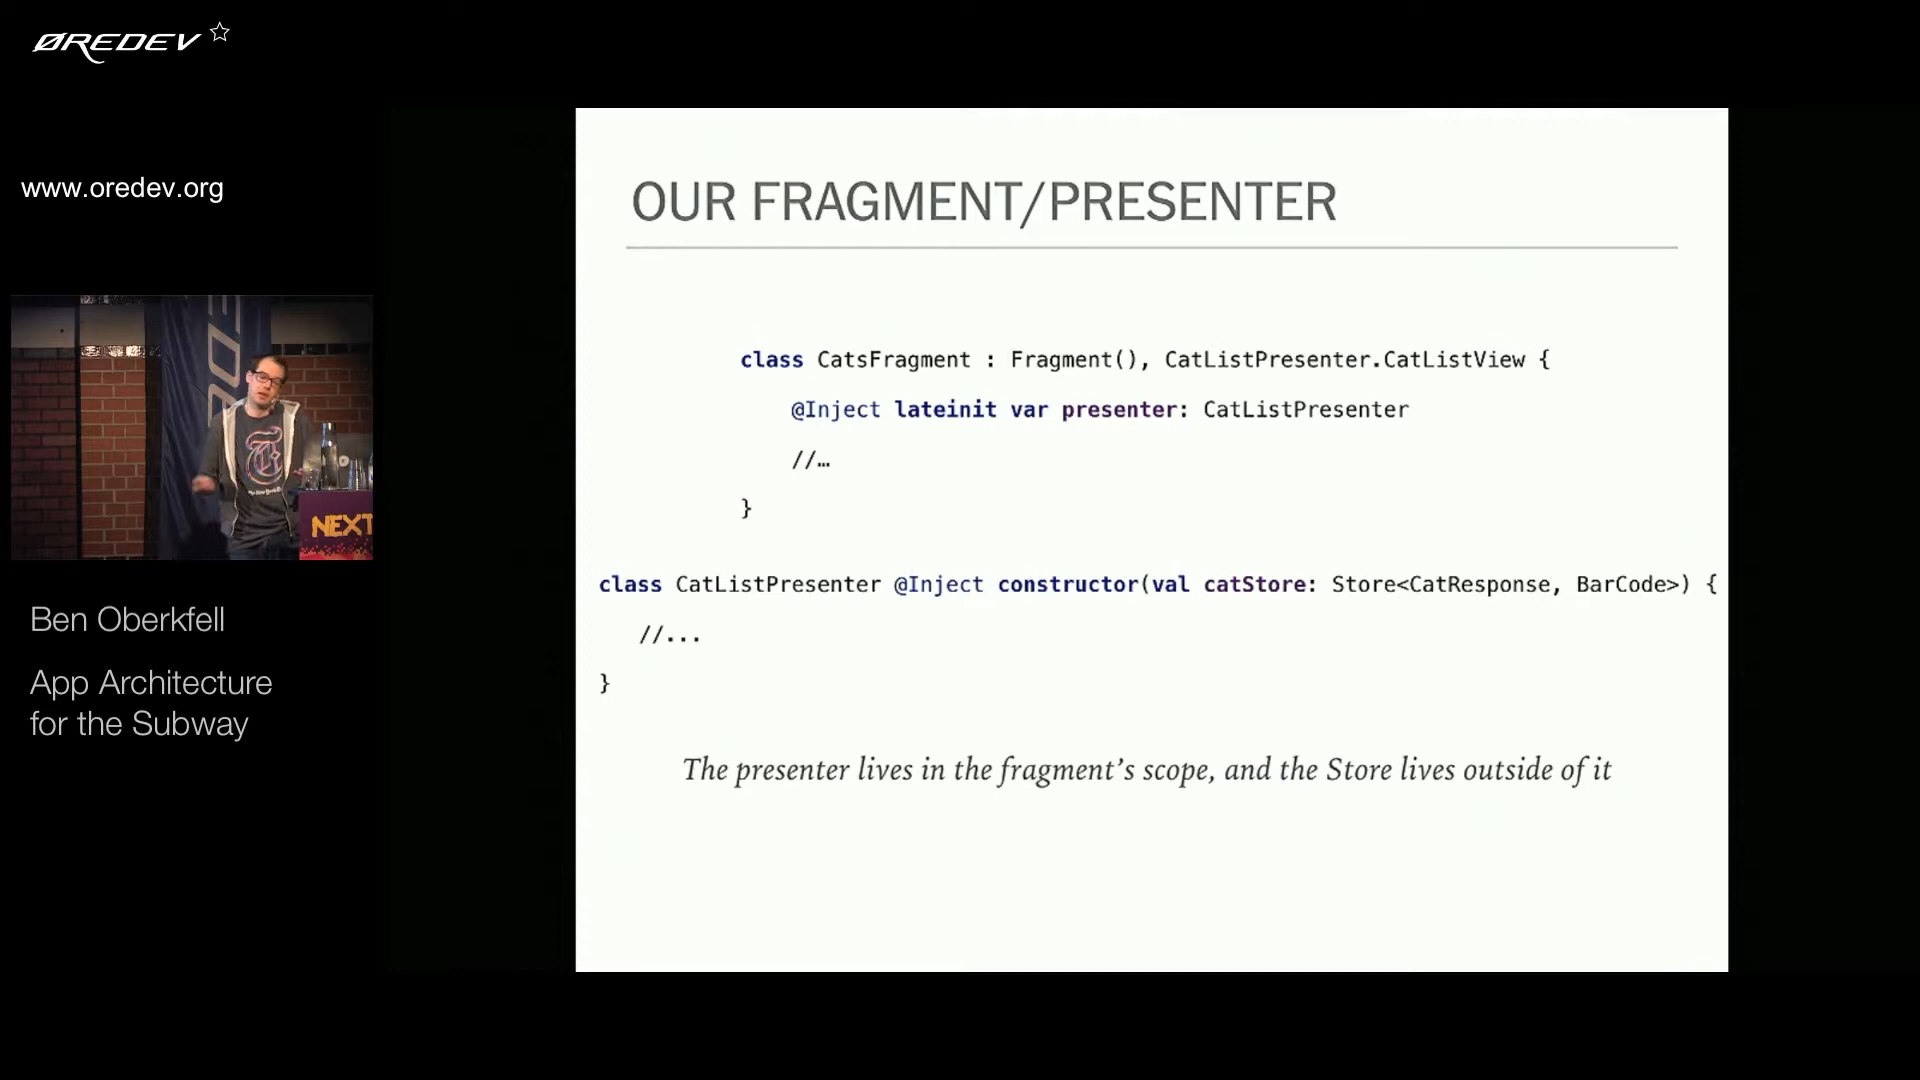 ØREDEV
www.oredev.org
NEXT
Ben Oberkfell
App Architecture
for the Subway
OUR FRAGMENT/PRESENTER
class CatsFragment : Fragment(), CatListPresenter.CatListView {
@Inject lateinit var presenter: CatListPresenter
//…
}
class CatListPresenter @Inject constructor(val catStore: Store<CatResponse, BarCode>) {
//...
}
The presenter lives in the fragment's scope, and the Store lives outside of it